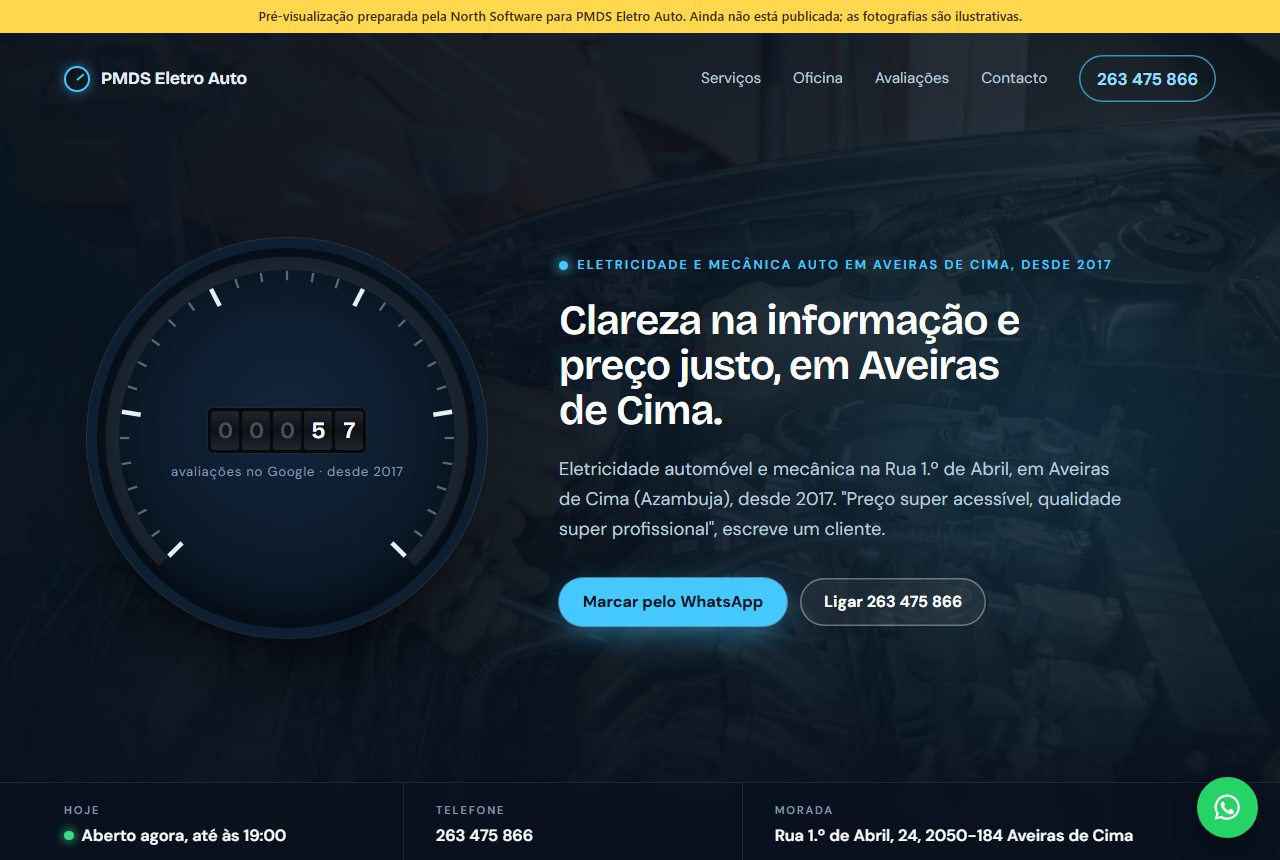 Pré-visualização preparada pela North Software para PMDS Eletro Auto. Ainda não está publicada; as fotografias são ilustrativas.
PMDS Eletro Auto
Serviços
Oficina
Avaliações
Contacto
263 475 866
00057
avaliações no Google · desde 2017
ELETRICIDADE E MECÂNICA AUTO EM AVEIRAS DE CIMA, DESDE 2017
Clareza na informação e
preço justo, em Aveiras
de Cima.
Eletricidade automóvel e mecânica na Rua 1.º de Abril, em Aveiras
de Cima (Azambuja), desde 2017. "Preço super acessível, qualidade
super profissional", escreve um cliente.
Marcar pelo WhatsApp
Ligar 263 475 866
HOJE
Aberto agora, até às 19:00
TELEFONE
263 475 866
MORADA
Rua 1.º de Abril, 24, 2050-184 Aveiras de Cima